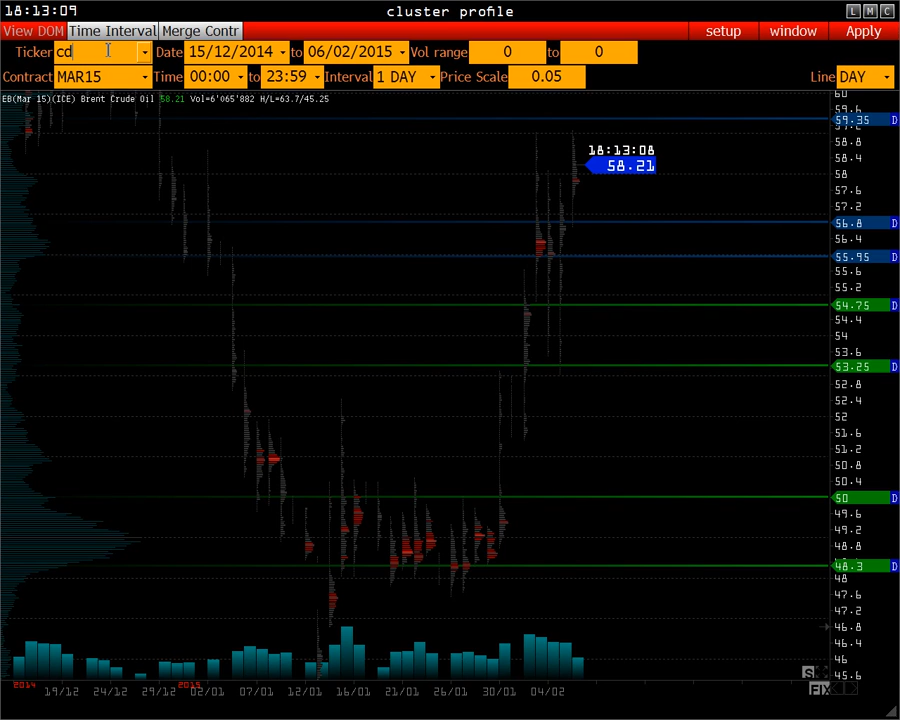 18:13:09 cluster profile L M C
View DOM Time Interval Merge Contr setup window Apply
Ticker cd Date 15/12/2014 to 06/02/2015 Vol range 0 to 0
Contract MAR15 Time 00:00 to 23:59 Interval 1 DAY Price Scale 0.05 Line DAY
EB(Mar 15)(ICE) Brent Crude Oil 58.21 Vol=6'065'882 H/L=63.7/45.25
60
59.6
59.35 D
58.8
18:13:08
58.4
58.21
58
57.6
57.2
56.8 D
56.4
55.95 D
55.6
55.2
54.75 D
54.4
54
53.6
53.25 D
52.8
52.4
52
51.6
51.2
50.8
50.4
50 D
49.6
49.2
48.8
48.3 D
48
47.6
47.2
46.8
46.4
46
45.6
S
FIX
2014 19/12 24/12 29/12 2015 02/01 07/01 12/01 16/01 21/01 26/01 30/01 04/02